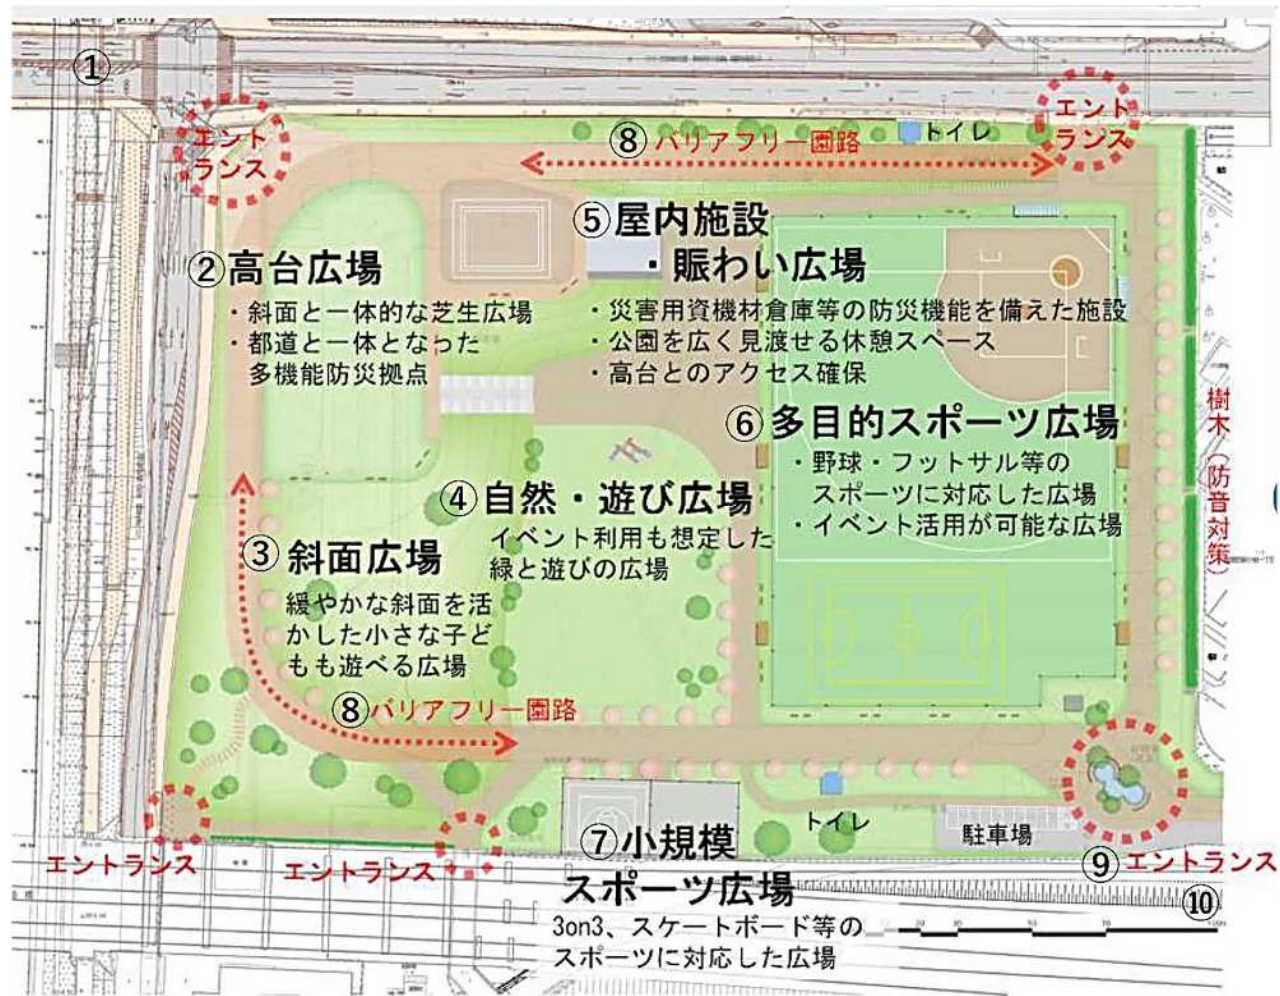 ①
エント
ランス
エント
ランス
⑧バリアフリー園路
トイレ
②高台広場
・斜面と一体的な芝生広場
・都道と一体となった
多機能防災拠点
⑤屋内施設
・賑わい広場
・災害用資機材倉庫等の防災機能を備えた施設
・公園を広く見渡せる休憩スペース
・高台とのアクセス確保
⑥多目的スポーツ広場
・野球・フットサル等の
スポーツに対応した広場
・イベント活用が可能な広場
樹木（防音対策）
④自然・遊び広場
イベント利用も想定した
緑と遊びの広場
③斜面広場
緩やかな斜面を活
かした小さな子ど
もも遊べる広場
⑧バリアフリー園路
エントランス
エントランス
⑦小規模
スポーツ広場
3on3、スケートボード等の
スポーツに対応した広場
トイレ
駐車場
⑨エントランス
⑩